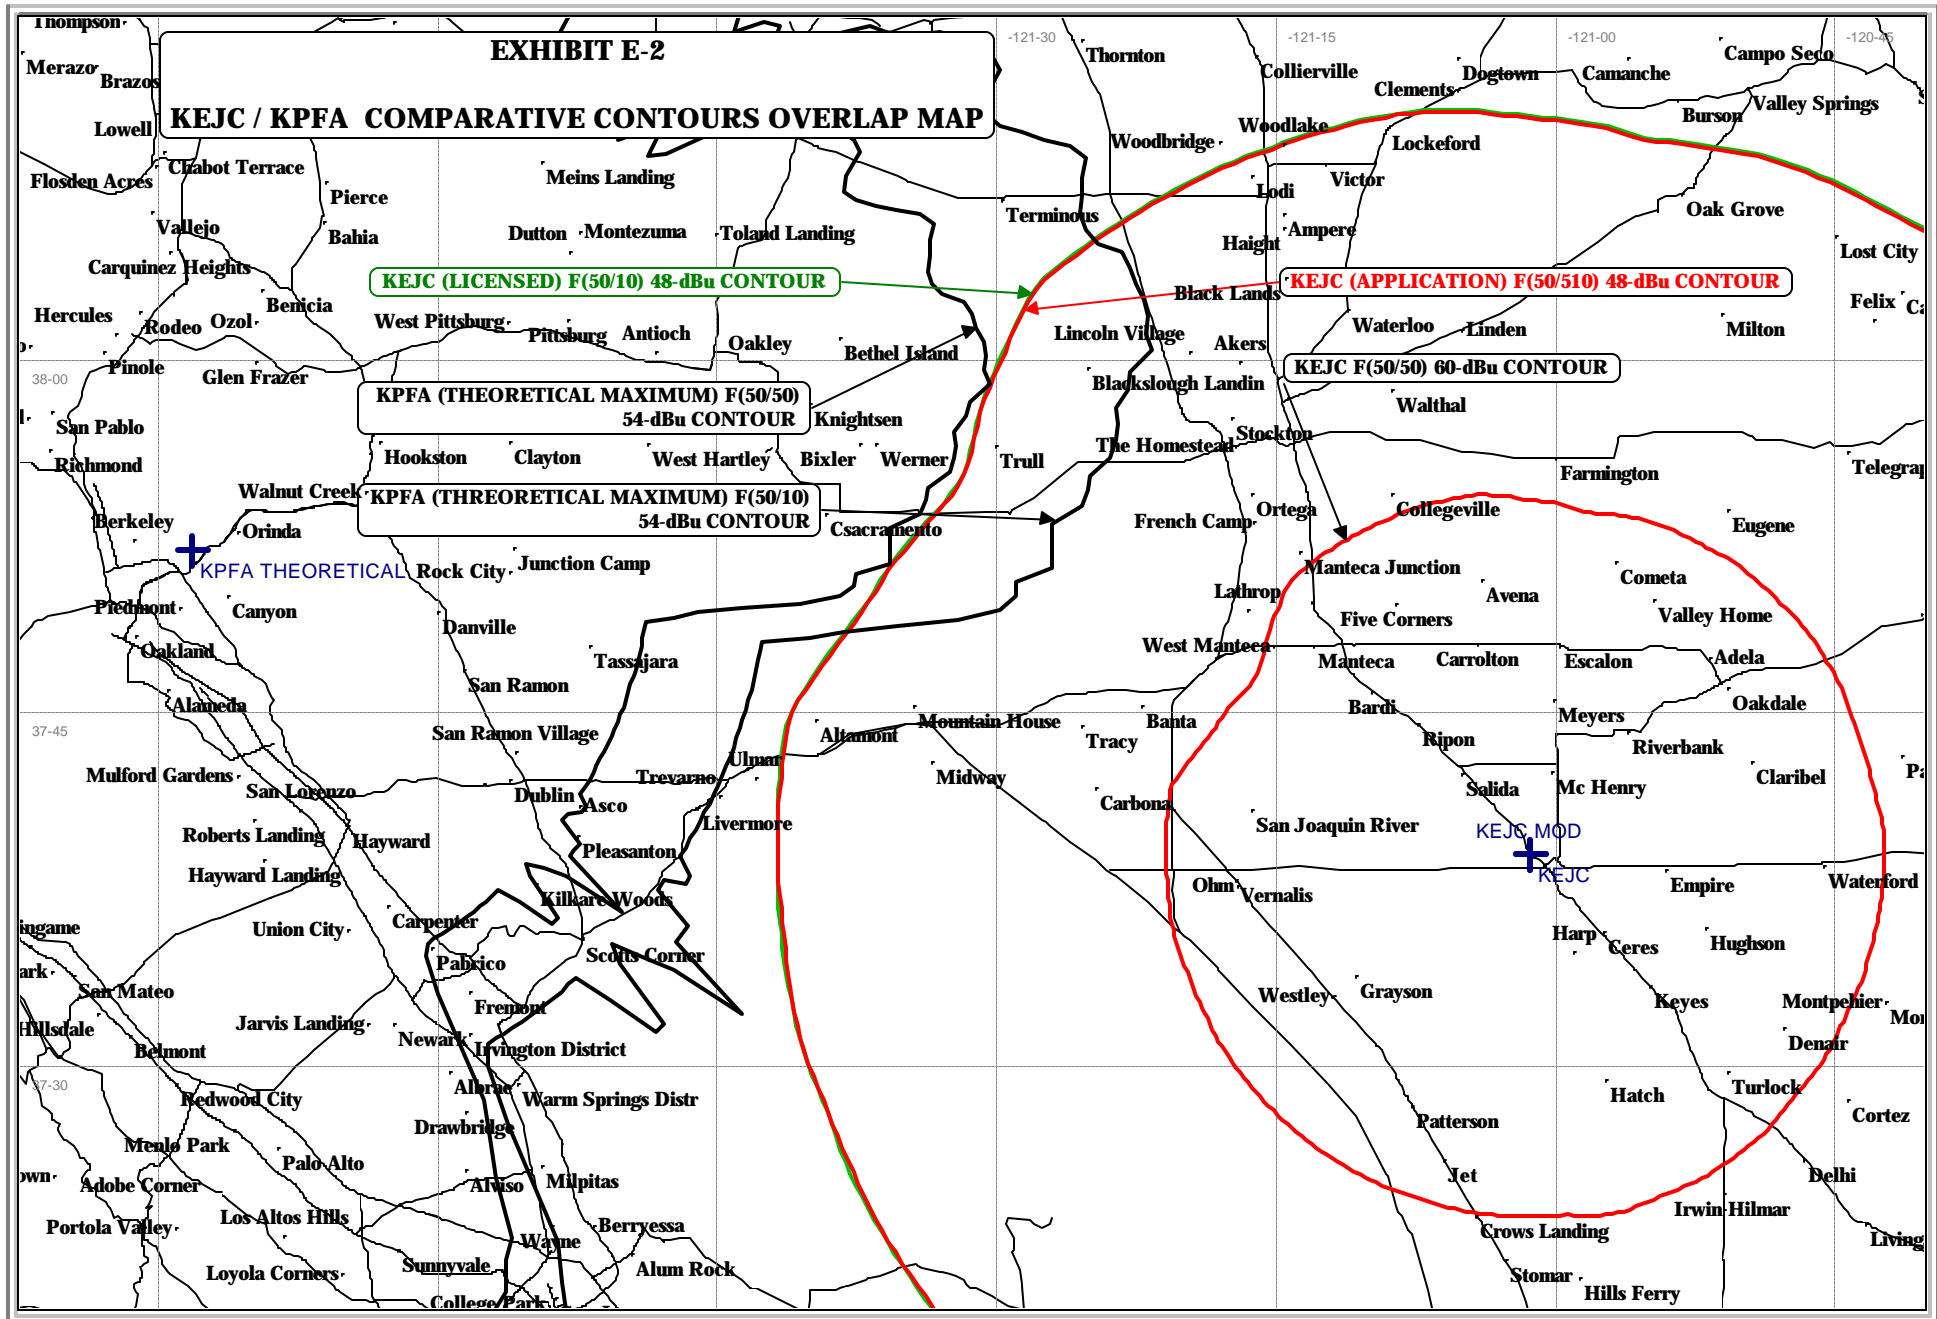 Thompson
-121-30
-121-15
-121-00
-120-45
EXHIBIT E-2
KEJC / KPFA COMPARATIVE CONTOURS OVERLAP MAP
Thornton
Campo Seco
Merazo
Brazos
Collierville
Dogtown
Camanche
Clements
Valley Springs
Lowell
Woodlake
Burson
Woodbridge
Lockeford
Chabot Terrace
Flosden Acres
Meins Landing
Victor
Pierce
Lodi
Terminous
Oak Grove
Vallejo
Bahia
Dutton
Montezuma
Toland Landing
Haight
Ampere
Lost City
Carquinez Heights
KEJC (LICENSED) F(50/10) 48-dBu CONTOUR
KEJC (APPLICATION) F(50/510) 48-dBu CONTOUR
Black Lands
Benicia
Felix
Hercules
Rodeo
Ozol
West Pittsburg
Pittsburg
Antioch
Oakley
Bethel Island
Lincoln Village
Akers
Waterloo
Linden
Milton
Pinole
Glen Frazer
38-00
KEJC F(50/50) 60-dBu CONTOUR
Blackslough Landin
KPFA (THEORETICAL MAXIMUM) F(50/50)
54-dBu CONTOUR
Knightsen
Walthal
San Pablo
Stockton
The Homestead
Richmond
Hookston
Clayton
West Hartley
Bixler
Werner
Trull
Farmington
Telegrap
Walnut Creek
KPFA (THREORETICAL MAXIMUM) F(50/10)
54-dBu CONTOUR
Berkeley
Orinda
Csacramento
French Camp
Ortega
Collegeville
Eugene
KPFA THEORETICAL
Rock City
Junction Camp
Manteca Junction
Cometa
Piedmont
Canyon
Lathrop
Avena
Danville
Five Corners
Valley Home
Oakland
Tassajara
West Manteca
Manteca
Carrolton
Escalon
Adela
San Ramon
Alameda
Bardi
Meyers
Oakdale
37-45
San Ramon Village
Altamont
Mountain House
Banta
Tracy
Ripon
Riverbank
Mulford Gardens
San Lorenzo
Trevarno
Ulmar
Midway
Claribel
Pa
Dublin
Asco
Carbona
Salida
Mc Henry
Roberts Landing
Hayward
Livermore
San Joaquin River
KEJC MOD
Pleasanton
Hayward Landing
KEJC
Kilkare Woods
Ohm
Vernalis
Empire
Waterford
ingame
Union City
Carpenter
Harp
Ceres
Hughson
ark
Pabrico
Scotts Corner
San Mateo
Fremont
Westley
Grayson
Keyes
Montpehier
Mon
Hillsdale
Jarvis Landing
Newark
Irvington District
Belmont
Denair
37-30
Redwood City
Albrae
Warm Springs Distr
Hatch
Turlock
Drawbridge
Patterson
Cortez
Menlo Park
Palo Alto
own
Adobe Corner
Alviso
Milpitas
Jet
Delhi
Portola Valley
Los Altos Hills
Berryessa
Irwin
Hilmar
Wayne
Crows Landing
Living
Loyola Corners
Sunnyvale
Alum Rock
Stomar
College Park
Hills Ferry